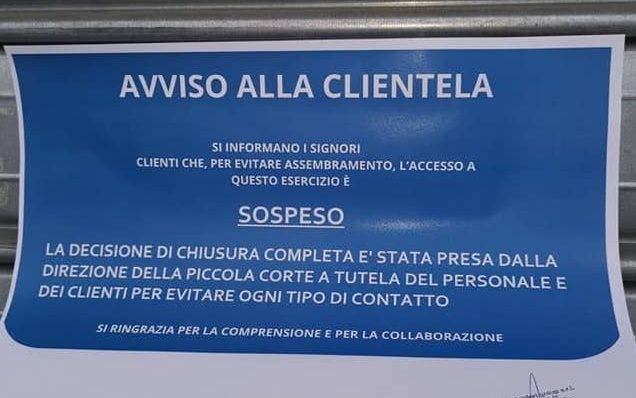 AVVISO ALLA CLIENTELA
SI INFORMANO I SIGNORI
CLIENTI CHE, PER EVITARE ASSEMBRAMENTO, L'ACCESSO A
QUESTO ESERCIZIO È
SOSPESO
LA DECISIONE DI CHIUSURA COMPLETA E' STATA PRESA DALLA
DIREZIONE DELLA PICCOLA CORTE A TUTELA DEL PERSONALE E
DEI CLIENTI PER EVITARE OGNI TIPO DI CONTATTO
SI RINGRAZIA PER LA COMPRENSIONE E PER LA COLLABORAZIONE